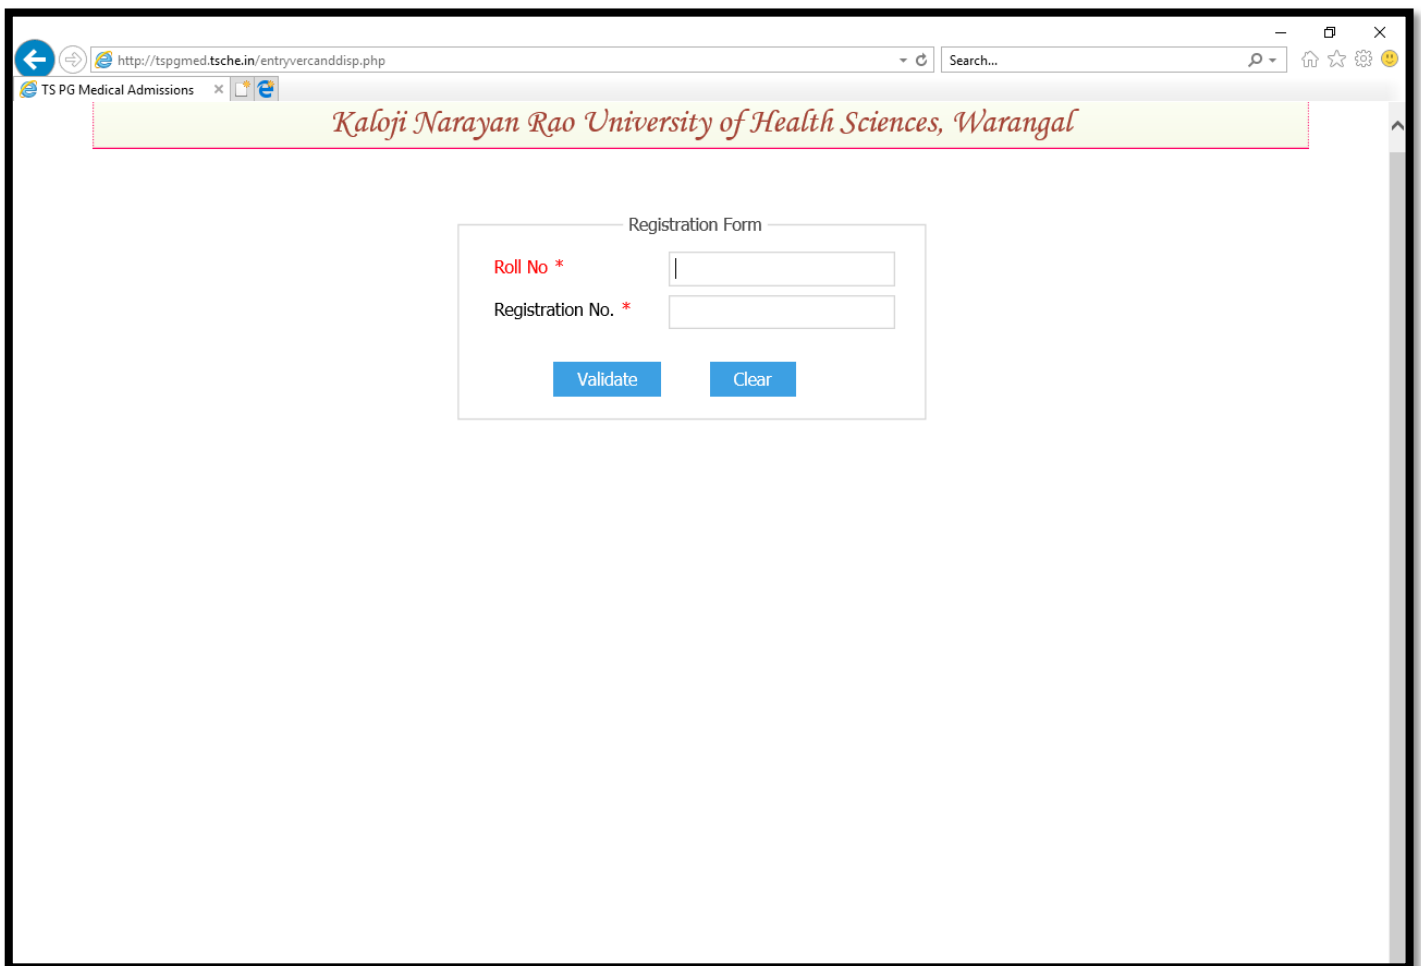 http://tspgmed.tsche.in/entryvercanddisp.php
Search...
TS PG Medical Admissions
Kaloji Narayan Rao University of Health Sciences, Warangal
Registration Form
Roll No *
Registration No. *
Validate Clear